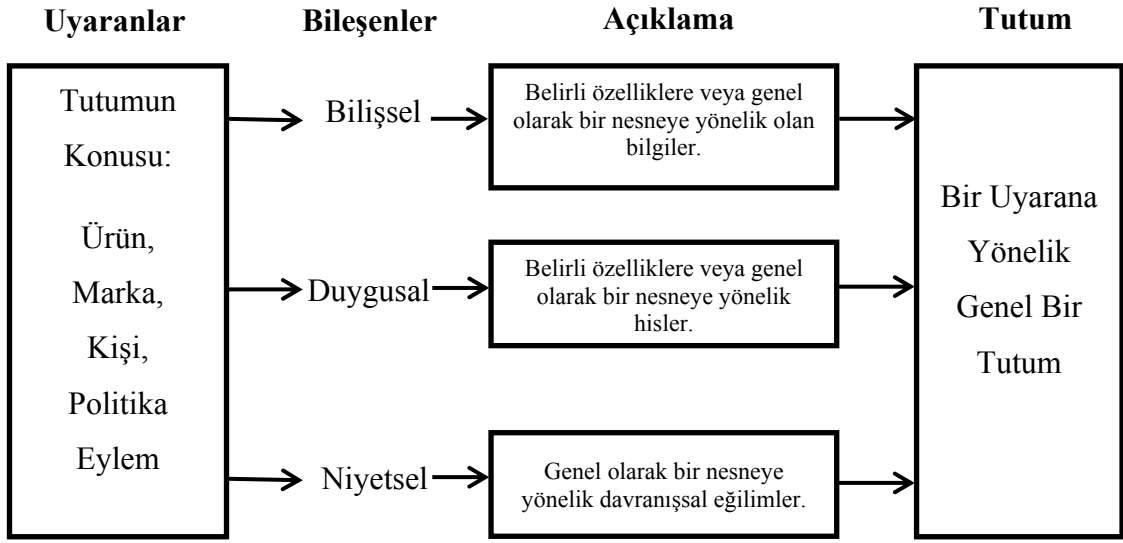 Uyaranlar
Bileşenler
Açıklama
Tutum
Tutumun
Konusu:
Ürün,
Marka,
Kişi,
Politika
Eylem
Bilişsel
Belirli özelliklere veya genel
olarak bir nesneye yönelik olan
bilgiler.
Duygusal
Belirli özelliklere veya genel
olarak bir nesneye yönelik
hisler.
Niyetsel
Genel olarak bir nesneye
yönelik davranışsal eğilimler.
Bir Uyarana
Yönelik
Genel Bir
Tutum